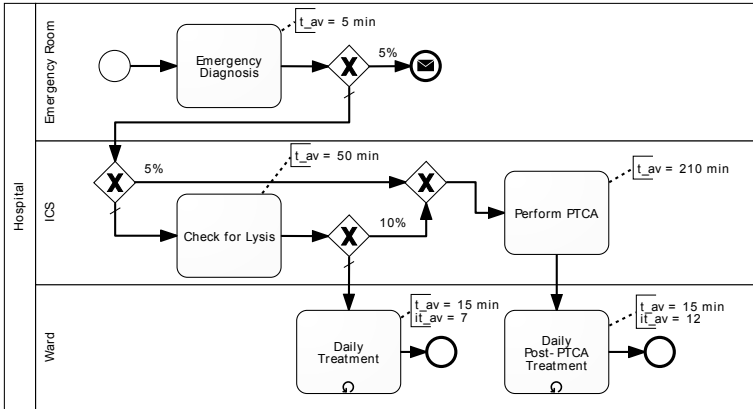 Hospital
Emergency Room
t_av = 5 min
Emergency
Diagnosis
5%
ICS
t_av = 50 min
5%
t_av = 210 min
Check for Lysis
10%
Perform PTCA
Ward
t_av = 15 min
it_av = 7
Daily
Treatment
t_av = 15 min
it_av = 12
Daily
Post- PTCA
Treatment